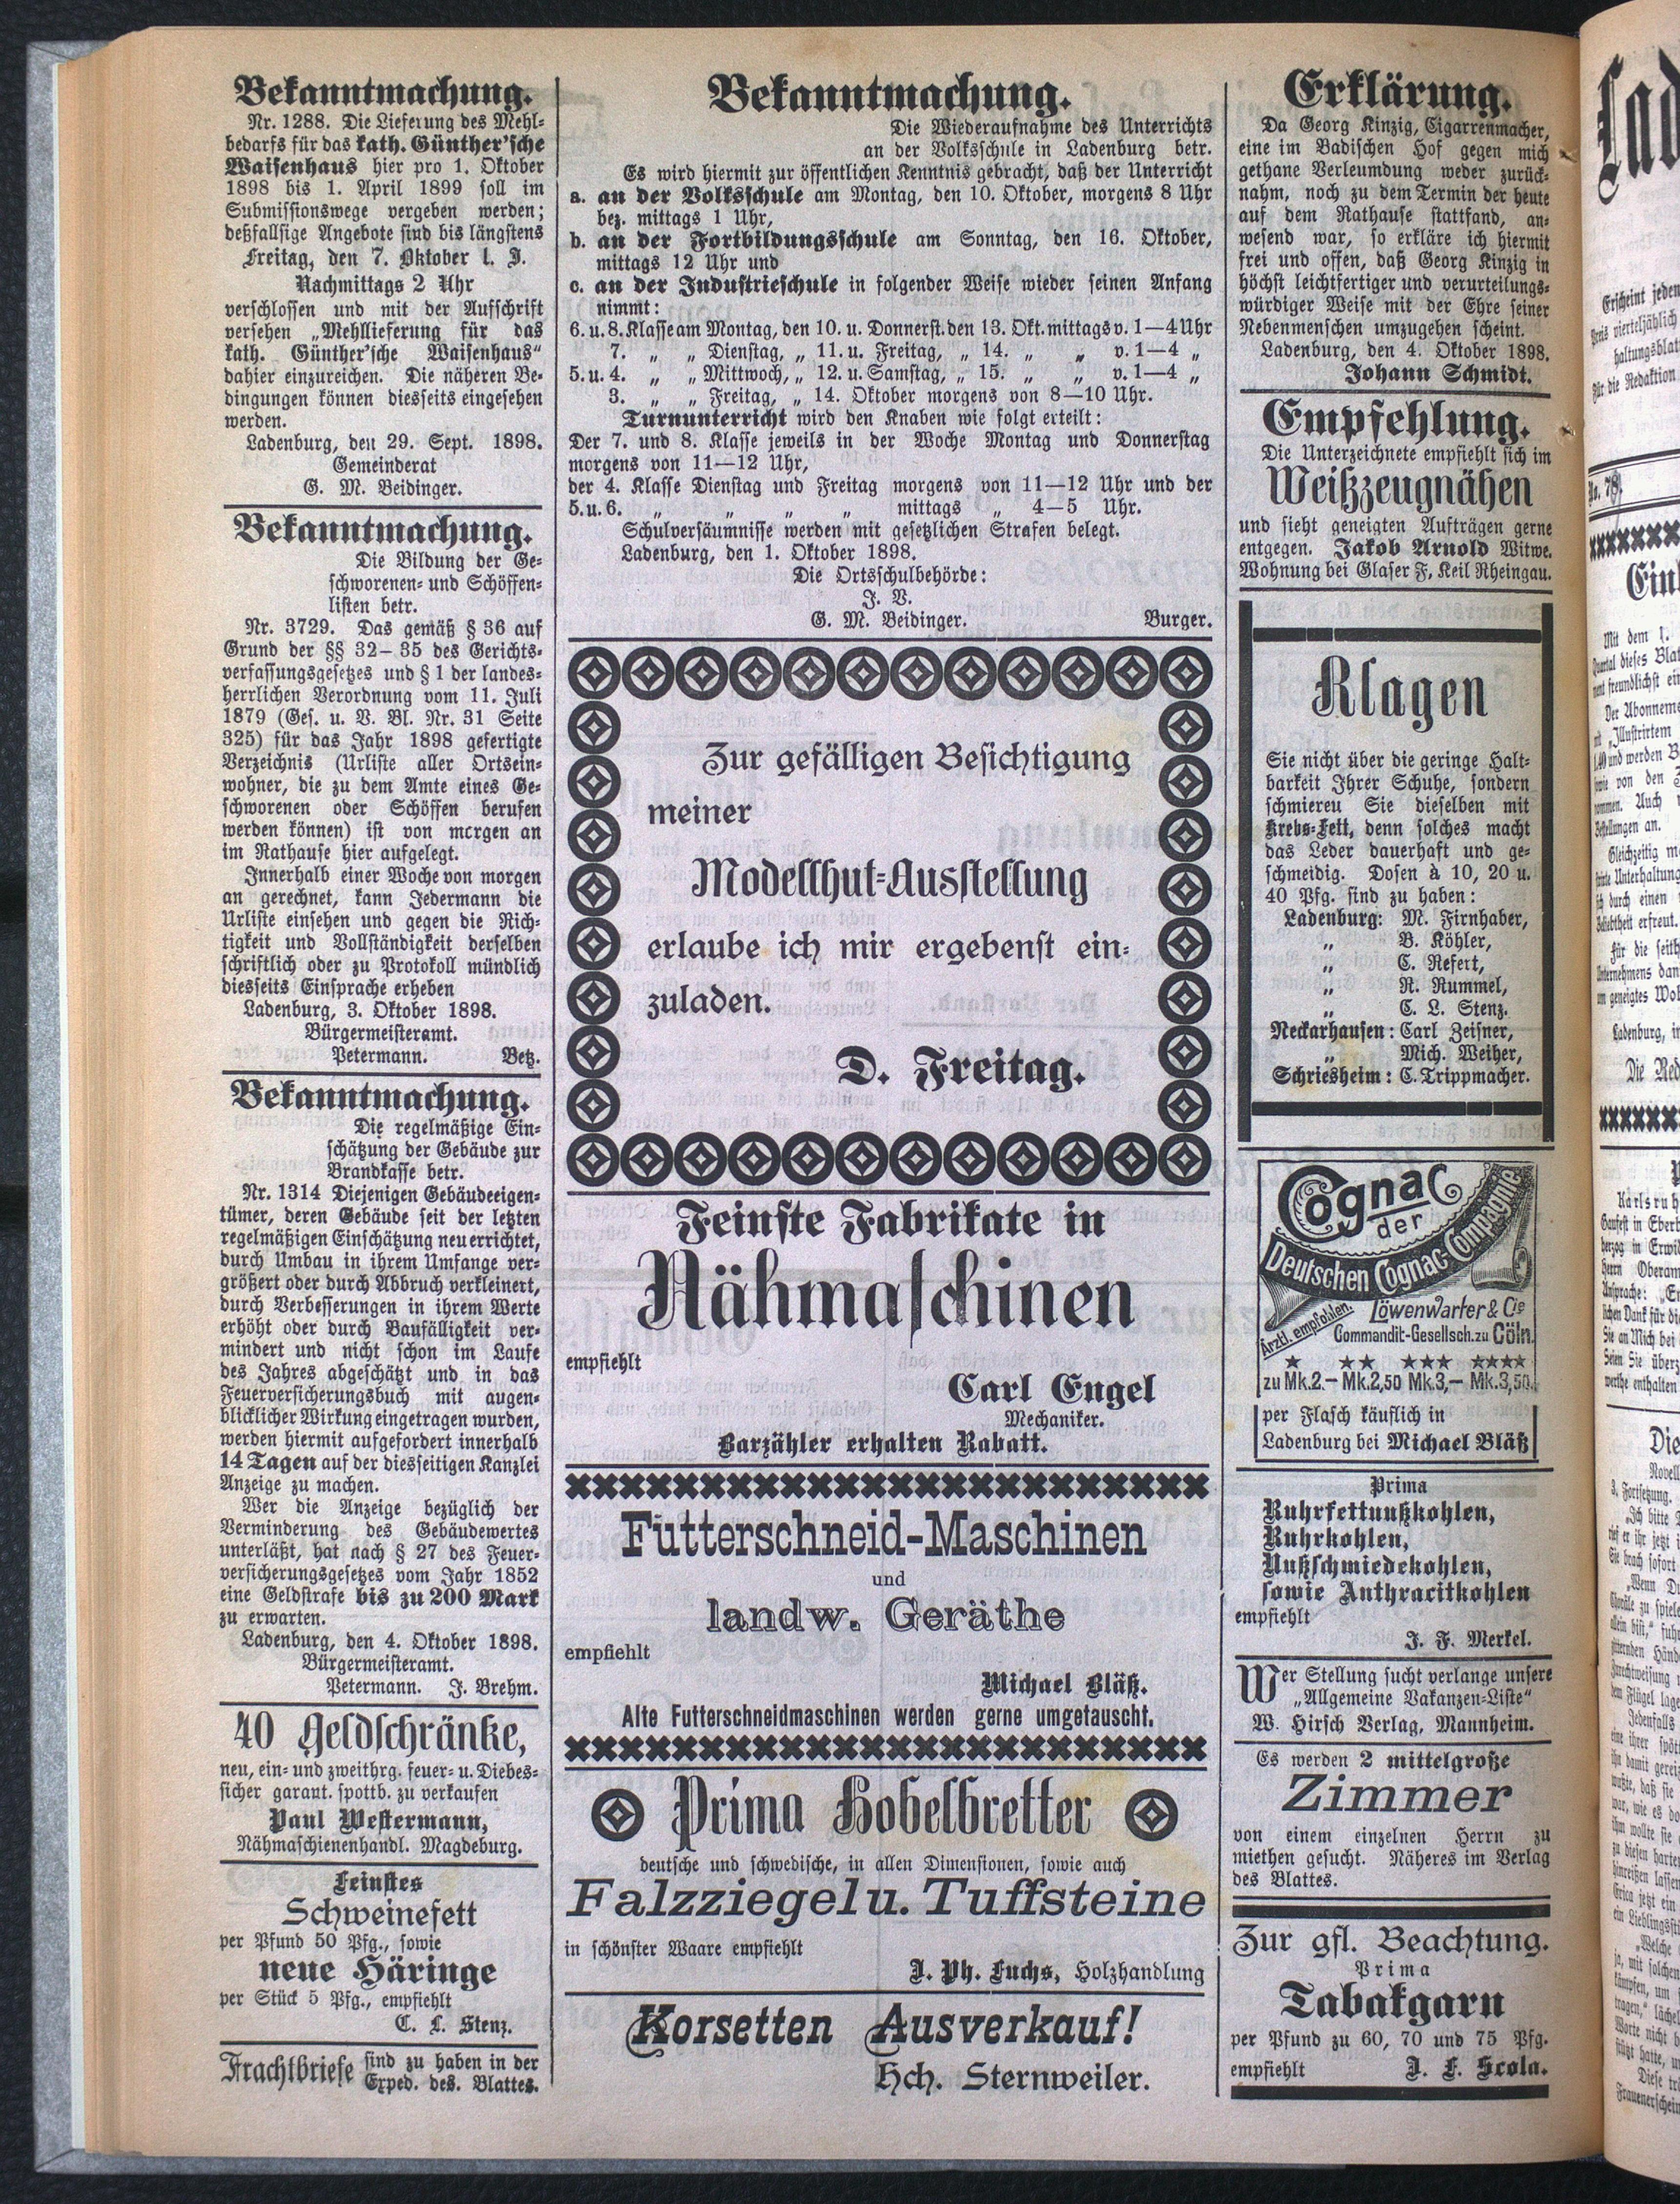 Bekanntmachung.
Nr. 1288. Die Lieferung des Mehl-
bedarfs für das kath. Günther'sche
Waisenhaus hier pro 1. Oktober
1898 bis 1. April 1899 soll im
Submissionswege vergeben werden;
deßfallsige Angebote sind bis längstens
Freitag, den 7. Oktober l. J.
Nachmittags 2 Uhr
verschlossen und mit der Aufschrift
versehen „Mehllieferung für das
kath. Günther'sche Waisenhaus“
dahier einzureichen. Die näheren Be-
dingungen können diesseits eingesehen
werden.
Ladenburg, den 29. Sept. 1898.
Gemeinderat
G. M. Beidinger.
Bekanntmachung.
Die Bildung der Ge-
schworenen- und Schöffen-
listen betr.
Nr. 3729. Das gemäß § 36 auf
Grund der §§ 32–35 des Gerichts-
verfassungsgesetzes und § 1 der landes-
herrlichen Verordnung vom 11. Juli
1879 (Ges. u. V. Bl. Nr. 31 Seite
325) für das Jahr 1898 gefertigte
Verzeichnis (Urliste aller Ortsein-
wohner, die zu dem Amte eines Ge-
schworenen oder Schöffen berufen
werden können) ist von morgen an
im Rathause hier aufgelegt.
Innerhalb einer Woche von morgen
an gerechnet, kann Jedermann die
Urliste einsehen und gegen die Rich-
tigkeit und Vollständigkeit derselben
schriftlich oder zu Protokoll mündlich
diesseits Einsprache erheben
Ladenburg, 3. Oktober 1898.
Bürgermeisteramt.
Petermann. Betz.
Bekanntmachung.
Die regelmäßige Ein-
schätzung der Gebäude zur
Brandkasse betr.
Nr. 1314 Diejenigen Gebäudeeigen-
tümer, deren Gebäude seit der letzten
regelmäßigen Einschätzung neu errichtet,
durch Umbau in ihrem Umfange ver-
größert oder durch Abbruch verkleinert,
durch Verbesserungen in ihrem Werte
erhöht oder durch Baufälligkeit ver-
mindert und nicht schon im Laufe
des Jahres abgeschätzt und in das
Feuerversicherungsbuch mit augen-
blicklicher Wirkung eingetragen wurden,
werden hiermit aufgefordert innerhalb
14 Tagen auf der diesseitigen Kanzlei
Anzeige zu machen.
Wer die Anzeige bezüglich der
Verminderung des Gebäudewertes
unterläßt, hat nach § 27 des Feuer-
versicherungsgesetzes vom Jahr 1852
eine Geldstrafe bis zu 200 Mark
zu erwarten.
Ladenburg, den 4. Oktober 1898.
Bürgermeisteramt.
Petermann. J. Brehm.
40 Geldschränke,
neu, ein- und zweithrg. feuer- u. Diebes-
sicher garant. spottb. zu verkaufen
Paul Westermann,
Nähmaschienenhandl. Magdeburg.
Feinstes
Schweinefett
per Pfund 50 Pfg., sowie
neue Häringe
per Stück 5 Pfg., empfiehlt
C. L. Stenz.
Frachtbriefe sind zu haben in der
Exped. des. Blattes.
Bekanntmachung.
Die Wiederaufnahme des Unterrichts
an der Volksschule in Ladenburg betr.
Es wird hiermit zur öffentlichen Kenntnis gebracht, daß der Unterricht
a. an der Volksschule am Montag, den 10. Oktober, morgens 8 Uhr
bez. mittags 1 Uhr,
b. an der Fortbildungsschule am Sonntag, den 16. Oktober,
mittags 12 Uhr und
c. an der Industrieschule in folgender Weise wieder seinen Anfang
nimmt:
6. u. 8. Klasse am Montag, den 10. u. Donnerst. den 13. Okt. mittags v. 1—4 Uhr
7. „ „ Dienstag, „ 11. u. Freitag, „ 14. „ „ v. 1—4 „
5. u. 4. „ „ Mittwoch, „ 12. u. Samstag, „ 15. „ „ v. 1—4 „
3. „ „ Freitag, „ 14. Oktober morgens von 8—10 Uhr.
Turnunterricht wird den Knaben wie folgt erteilt:
Der 7. und 8. Klasse jeweils in der Woche Montag und Donnerstag
morgens von 11—12 Uhr,
der 4. Klasse Dienstag und Freitag morgens von 11—12 Uhr und der
5. u. 6. „ „ „ „ mittags „ 4—5 Uhr.
Schulversäumnisse werden mit gesetzlichen Strafen belegt.
Ladenburg, den 1. Oktober 1898.
Die Ortsschulbehörde:
J. V.
G. M. Beidinger. Burger.
Zur gefälligen Besichtigung
meiner
Modellhut-Ausstellung
erlaube ich mir ergebenst ein-
zuladen.
D. Freitag.
Feinste Fabrikate in
Nähmaschinen
empfiehlt
Carl Engel
Mechaniker.
Barzähler erhalten Rabatt.
Futterschneid-Maschinen
und
landw. Geräthe
empfiehlt
Michael Bläß.
Alte Futterschneidmaschinen werden gerne umgetauscht.
Prima Hobelbretter
deutsche und schwedische, in allen Dimensionen, sowie auch
Falzziegel u. Tuffsteine
in schönster Waare empfiehlt
J. Ph. Fuchs, Holzhandlung
Korsetten Ausverkauf!
Hch. Sternweiler.
Erklärung.
Da Georg Kinzig, Cigarrenmacher,
eine im Badischen Hof gegen mich
gethane Verleumdung weder zurück-
nahm, noch zu dem Termin der heute
auf dem Rathause stattfand, an-
wesend war, so erkläre ich hiermit
frei und offen, daß Georg Kinzig in
höchst leichtfertiger und verurteilungs-
würdiger Weise mit der Ehre seiner
Nebenmenschen umzugehen scheint.
Ladenburg, den 4. Oktober 1898.
Johann Schmidt.
Empfehlung.
Die Unterzeichnete empfiehlt sich im
Weißzeugnähen
und sieht geneigten Aufträgen gerne
entgegen. Jakob Arnold Witwe.
Wohnung bei Glaser F. Keil Rheingau.
Klagen
Sie nicht über die geringe Halt-
barkeit Ihrer Schuhe, sondern
schmieren Sie dieselben mit
Krebs-Fett, denn solches macht
das Leder dauerhaft und ge-
schmeidig. Dosen à 10, 20 u.
40 Pfg. sind zu haben:
Ladenburg: M. Firnhaber,
„ B. Köhler,
„ C. Refert,
„ N. Rummel,
„ C. L. Stenz.
Neckarhausen: Carl Zeisner,
„ Mich. Weiher,
Schriesheim: C. Trippmacher.
Cognac
der
Deutschen Cognac-Compagnie
Ärztl. empfohlen.
Löwenwarter & Cie
Commandit-Gesellsch. zu Cöln.
★ ★★ ★★★ ★★★★
zu Mk. 2.— Mk. 2,50 Mk. 3,— Mk. 3,50.
per Flasch käuflich in
Ladenburg bei Michael Bläß
Prima
Ruhrfettnußkohlen,
Ruhrkohlen,
Nußschmiedekohlen,
sowie Anthracitkohlen
empfiehlt
J. F. Merkel.
Wer Stellung sucht verlange unsere
„Allgemeine Vakanzen-Liste“
W. Hirsch Verlag, Mannheim.
Es werden 2 mittelgroße
Zimmer
von einem einzelnen Herrn zu
miethen gesucht. Näheres im Verlag
des Blattes.
Zur gfl. Beachtung.
Prima
Tabakgarn
per Pfund zu 60, 70 und 75 Pfg.
empfiehlt J. F. Scola.